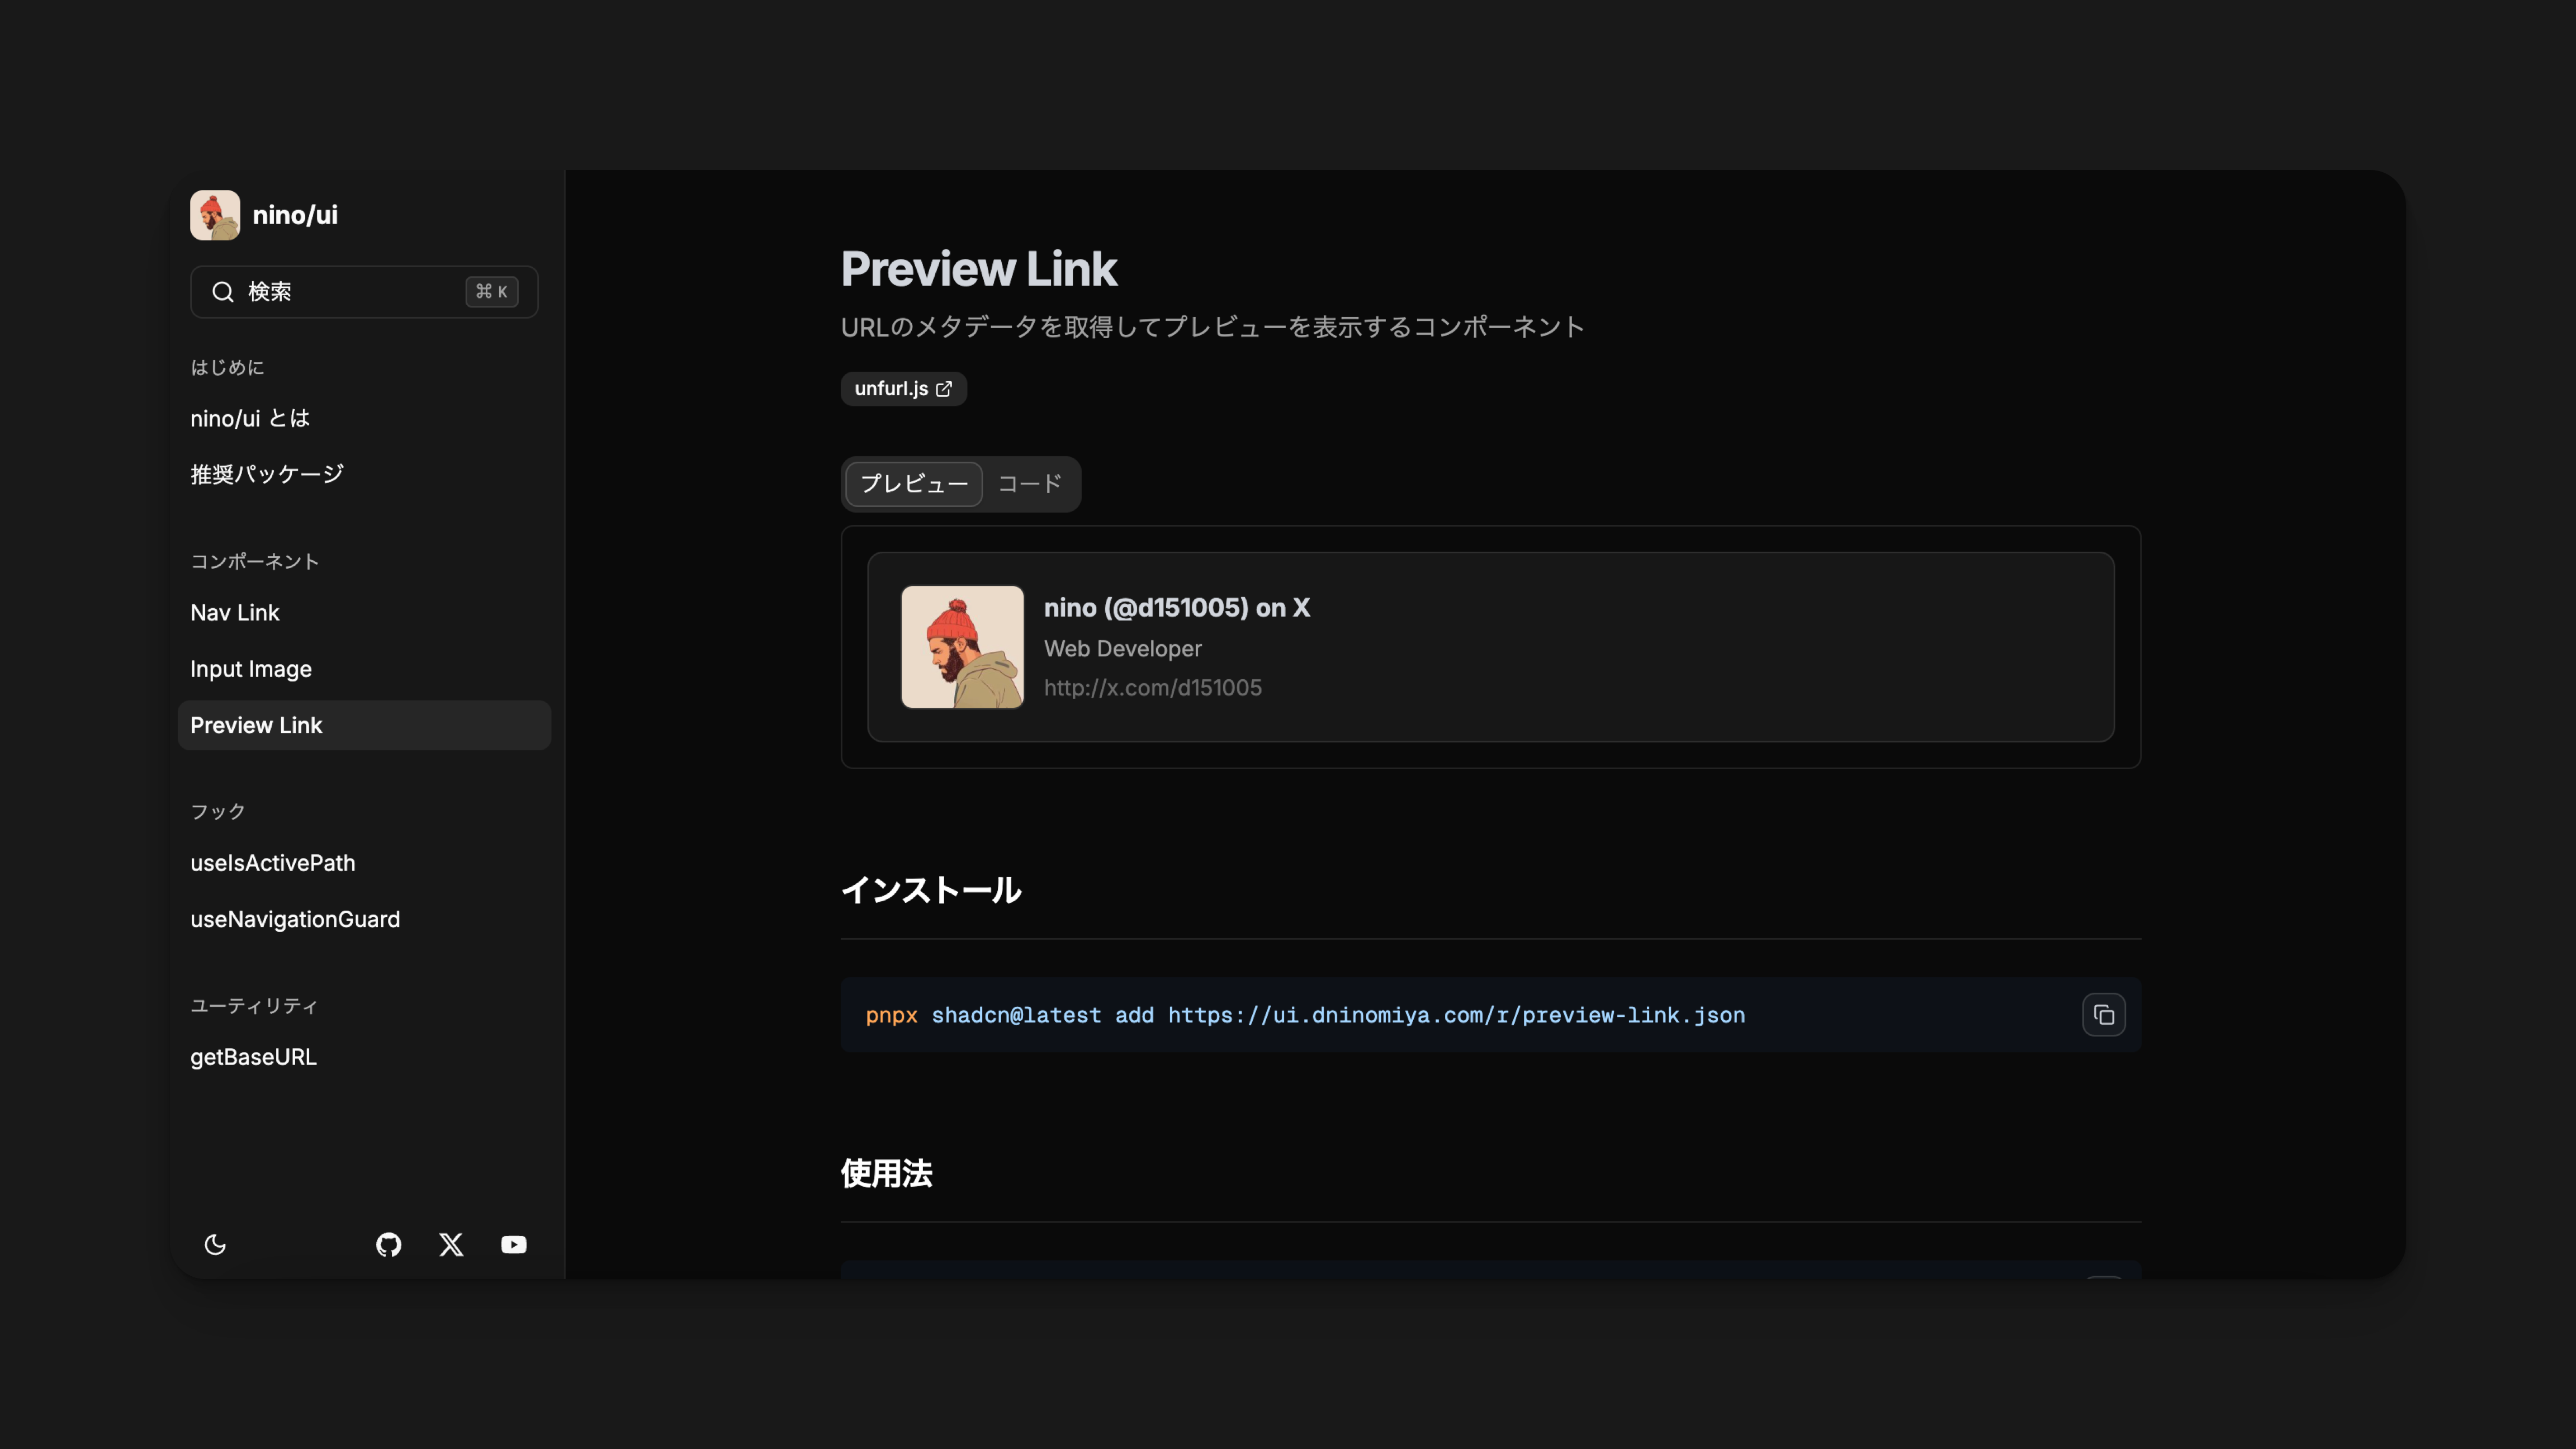 nino/ui
検索
⌘ K
はじめに
nino/ui とは
推奨パッケージ
コンポーネント
Nav Link
Input Image
Preview Link
フック
useIsActivePath
useNavigationGuard
ユーティリティ
getBaseURL
Preview Link
URLのメタデータを取得してプレビューを表示するコンポーネント
unfurl.js
プレビュー コード
nino (@d151005) on X
Web Developer
http://x.com/d151005
インストール
pnpx shadcn@latest add https://ui.dninomiya.com/r/preview-link.json
使用法